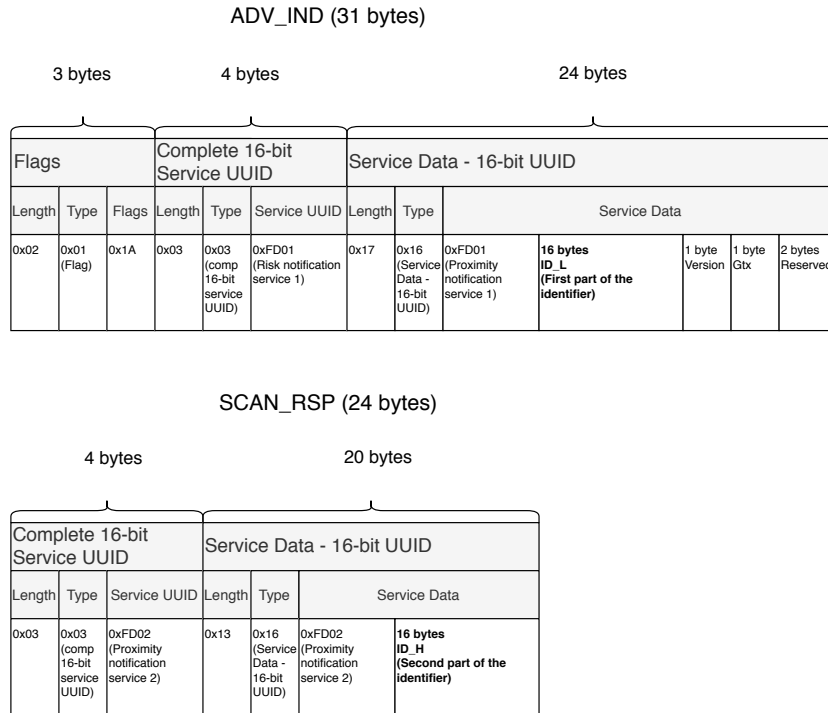 ADV_IND (31 bytes)
3 bytes
4 bytes
24 bytes
Flags
Complete 16-bit
Service UUID
Service Data - 16-bit UUID
Length
Type
Flags
Length
Type
Service UUID
Length
Type
Service Data
0x02
0x01
(Flag)
0x1A
0x03
0x03
(comp
16-bit
service
UUID)
0xFD01
(Risk notification
service 1)
0x17
0x16
(Service
Data -
16-bit
UUID)
0xFD01
(Proximity
notification
service 1)
16 bytes
ID_L
(First part of the
identifier)
1 byte
Version
1 byte
Gtx
2 bytes
Reserved
SCAN_RSP (24 bytes)
4 bytes
20 bytes
Complete 16-bit
Service UUID
Service Data - 16-bit UUID
Length
Type
Service UUID
Length
Type
Service Data
0x03
0x03
(comp
16-bit
service
UUID)
0xFD02
(Proximity
notification
service 2)
0x13
0x16
(Service
Data -
16-bit
UUID)
0xFD02
(Proximity
notification
service 2)
16 bytes
ID_H
(Second part of the
identifier)